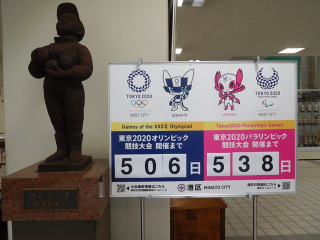 TOKYO 2020
HOST CITY
ミライトワ
ソメイティ
TOKYO 2020
HOST CITY
Games of the XXXII Olympiad
東京2020オリンピック
競技大会 開催まで
506日
Tokyo2020 Paralympic Games
東京2020パラリンピック
競技大会 開催まで
538日
港区 MINATO CITY